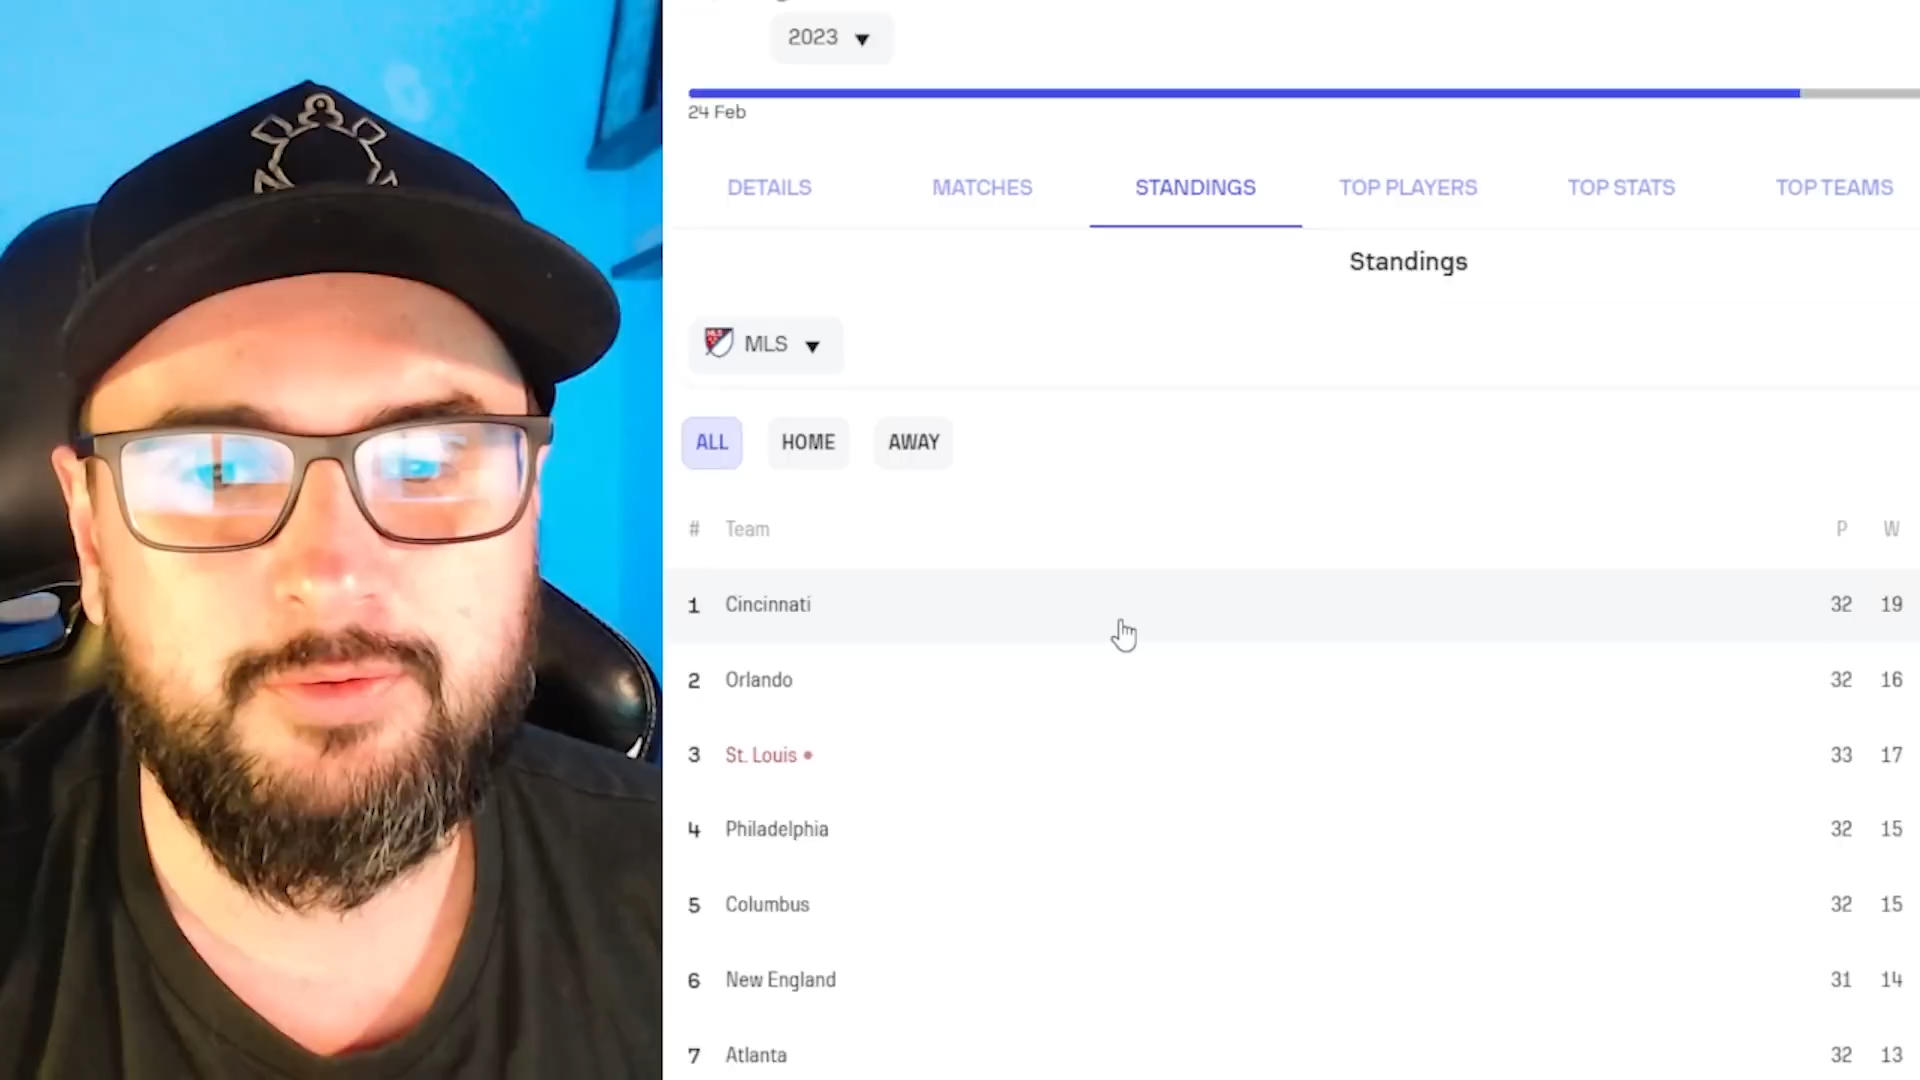 2023 ▼
24 Feb
DETAILS MATCHES STANDINGS TOP PLAYERS TOP STATS TOP TEAMS
Standings
MLS ▼
ALL HOME AWAY
# Team P W
1 Cincinnati 32 19
2 Orlando 32 16
3 St. Louis • 33 17
4 Philadelphia 32 15
5 Columbus 32 15
6 New England 31 14
7 Atlanta 32 13